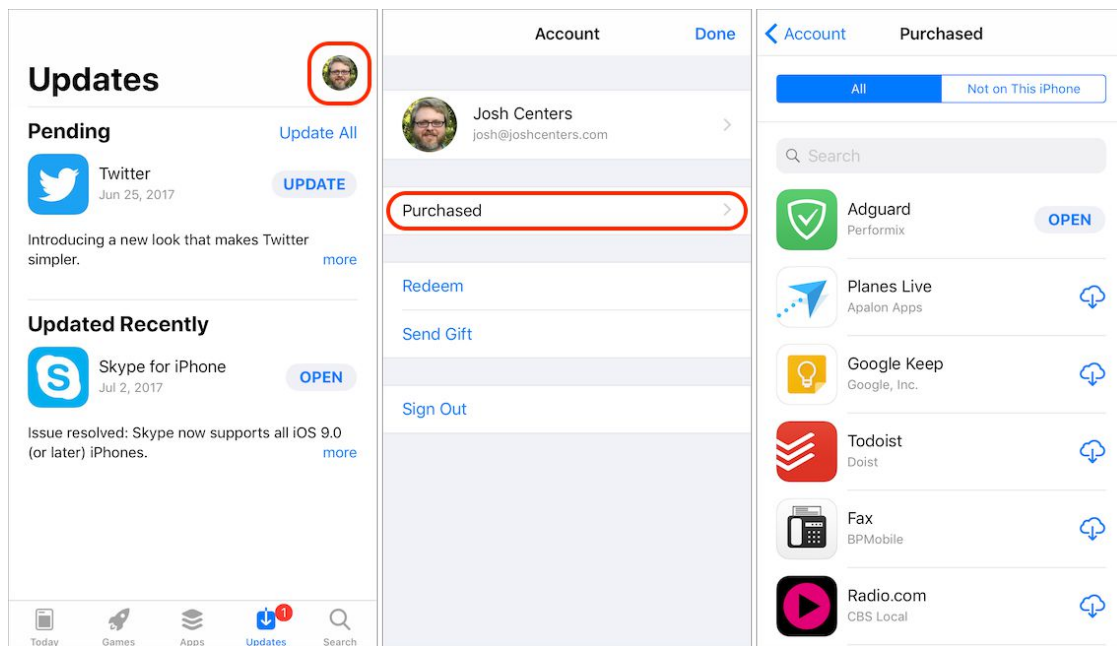 Updates
Pending
Update All
Twitter
Jun 25, 2017
UPDATE
Introducing a new look that makes Twitter
simpler.
more
Updated Recently
Skype for iPhone
Jul 2, 2017
OPEN
Issue resolved: Skype now supports all iOS 9.0
(or later) iPhones.
more
Today
Games
Apps
1
Updates
Search
Account
Done
Josh Centers
josh@joshcenters.com
Purchased
Redeem
Send Gift
Sign Out
Account
Purchased
All
Not on This iPhone
Search
Adguard
Performix
OPEN
Planes Live
Apalon Apps
Google Keep
Google, Inc.
Todoist
Doist
Fax
BPMobile
Radio.com
CBS Local